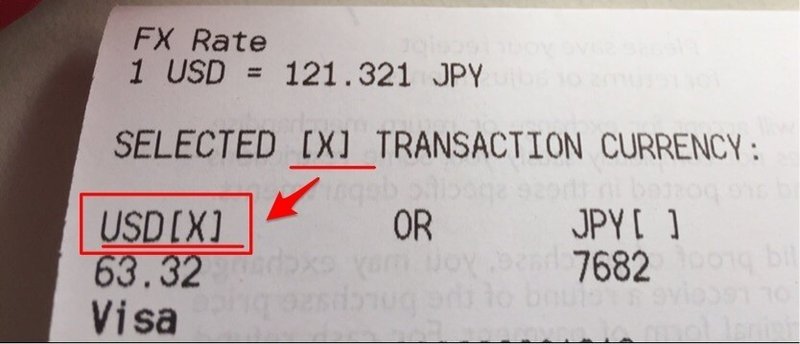 FX Rate
1 USD = 121.321 JPY
SELECTED [X] TRANSACTION CURRENCY:
USD[X] OR JPY[ ]
63.32 7682
Visa